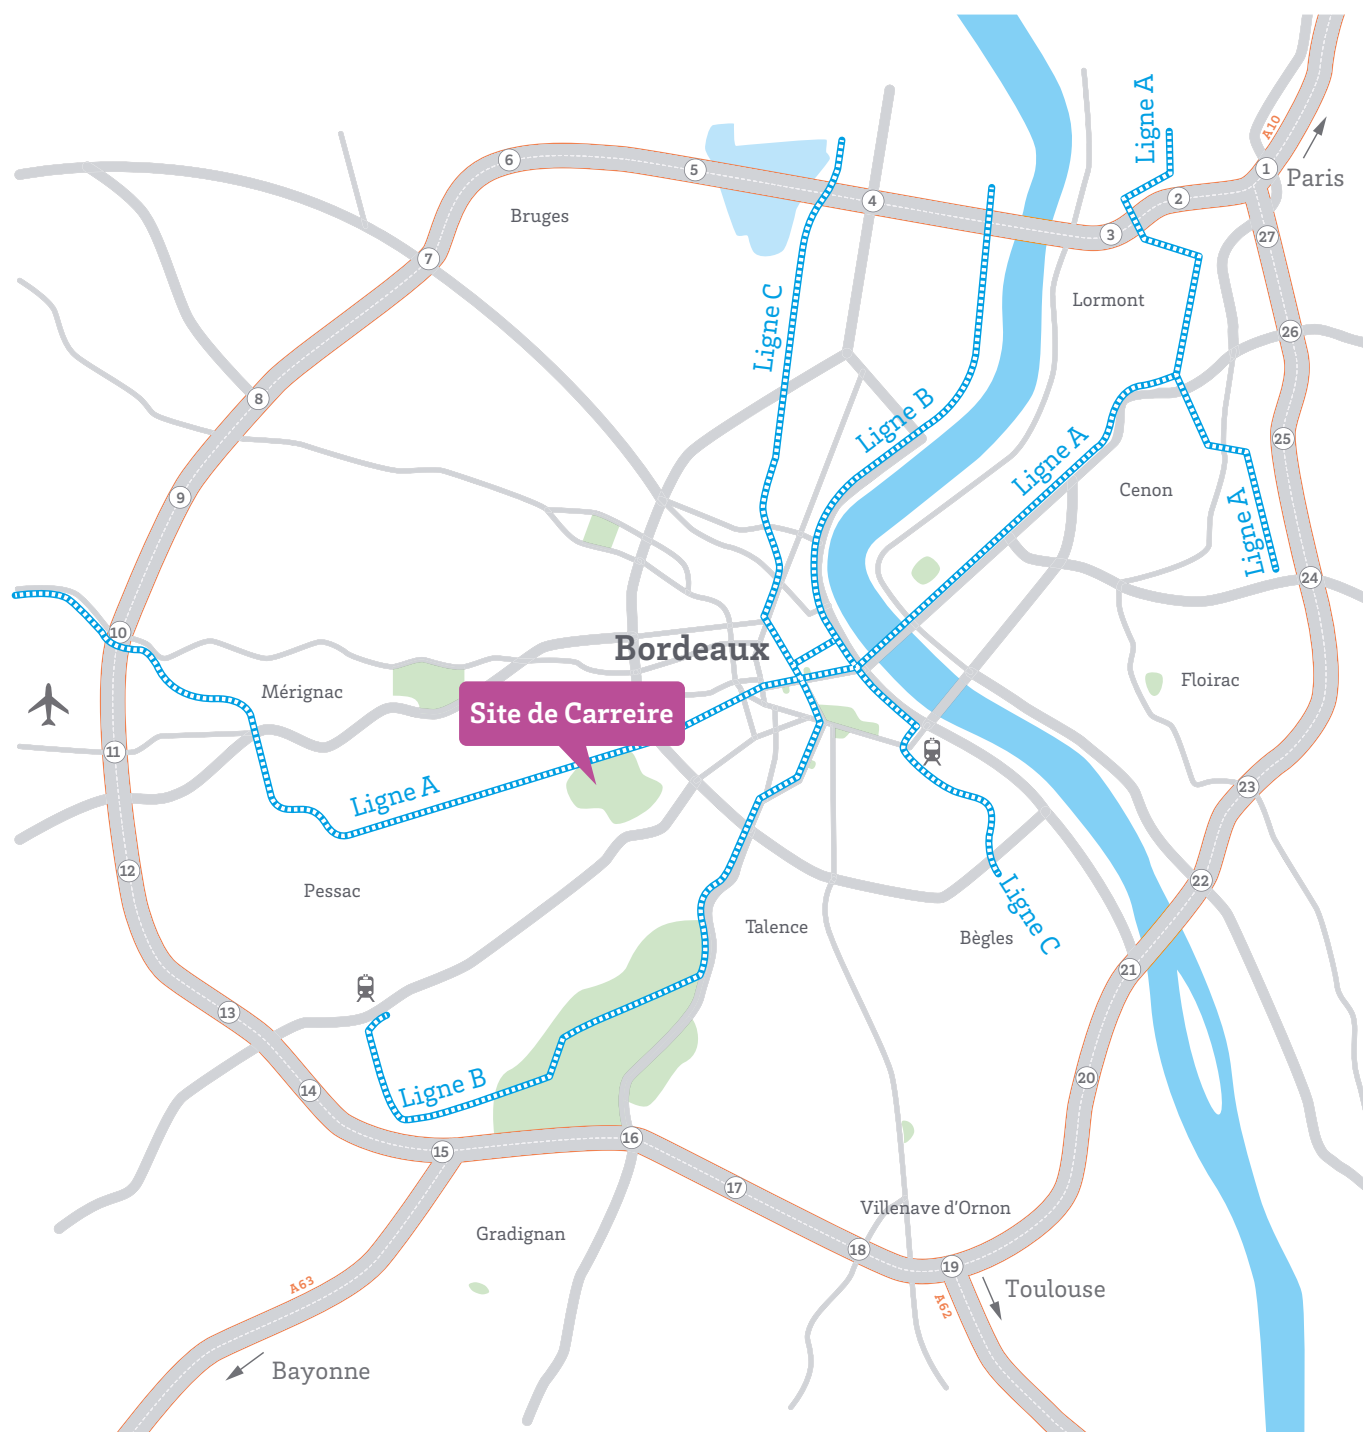 Ligne A
A10
Paris
1
2
3
4
5
6
Bruges
7
27
Lormont
26
Ligne C
Ligne B
8
Ligne A
25
Cenon
9
Ligne A
24
10
Bordeaux
Mérignac
Floirac
Site de Carreire
11
Ligne A
23
12
22
Pessac
Talence
Bègles
Ligne C
21
13
20
14
Ligne B
15
16
17
Villenave d'Ornon
18
19
Gradignan
A63
A62
Toulouse
Bayonne